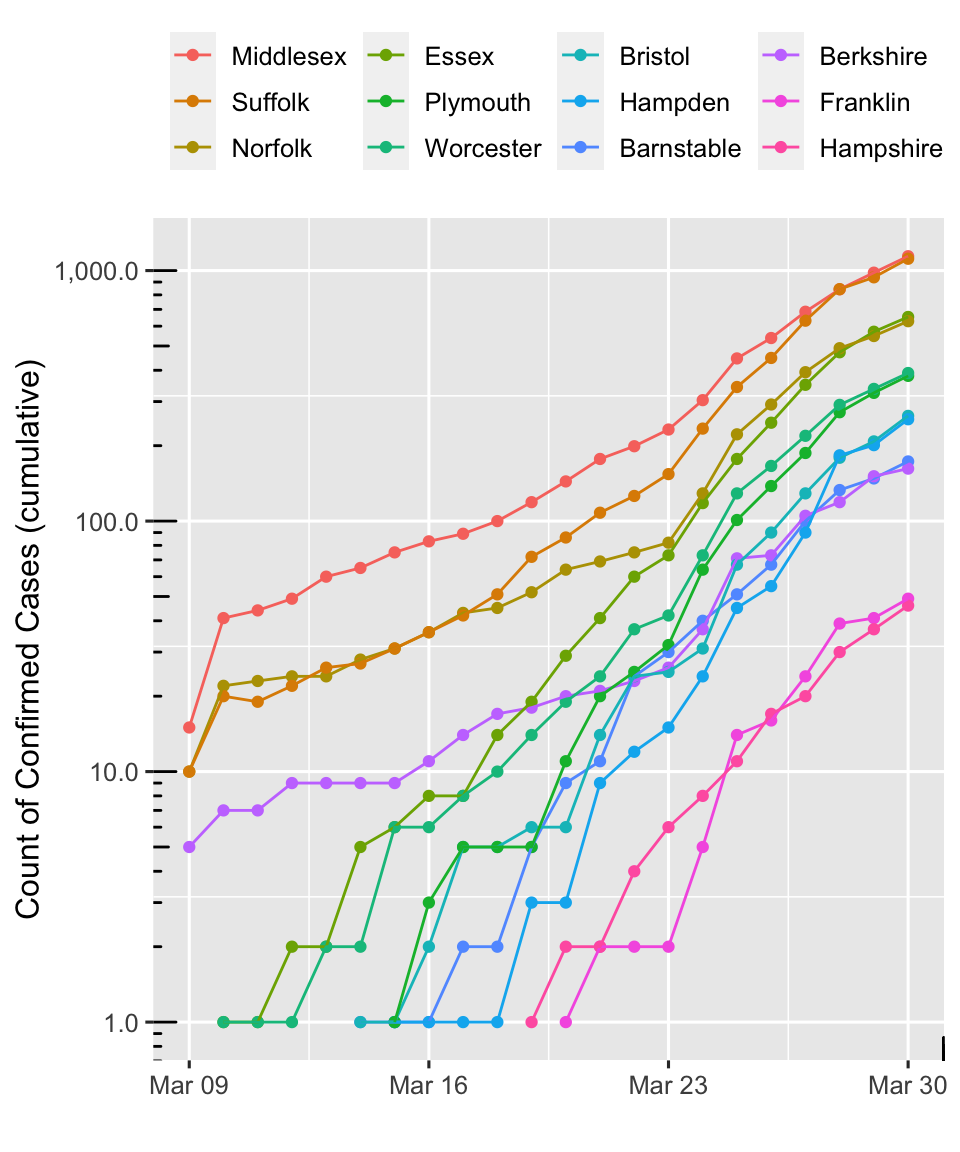 Middlesex Essex Bristol Berkshire
Suffolk Plymouth Hampden Franklin
Norfolk Worcester Barnstable Hampshire
Count of Confirmed Cases (cumulative)
1,000.0
100.0
10.0
1.0
Mar 09 Mar 16 Mar 23 Mar 30